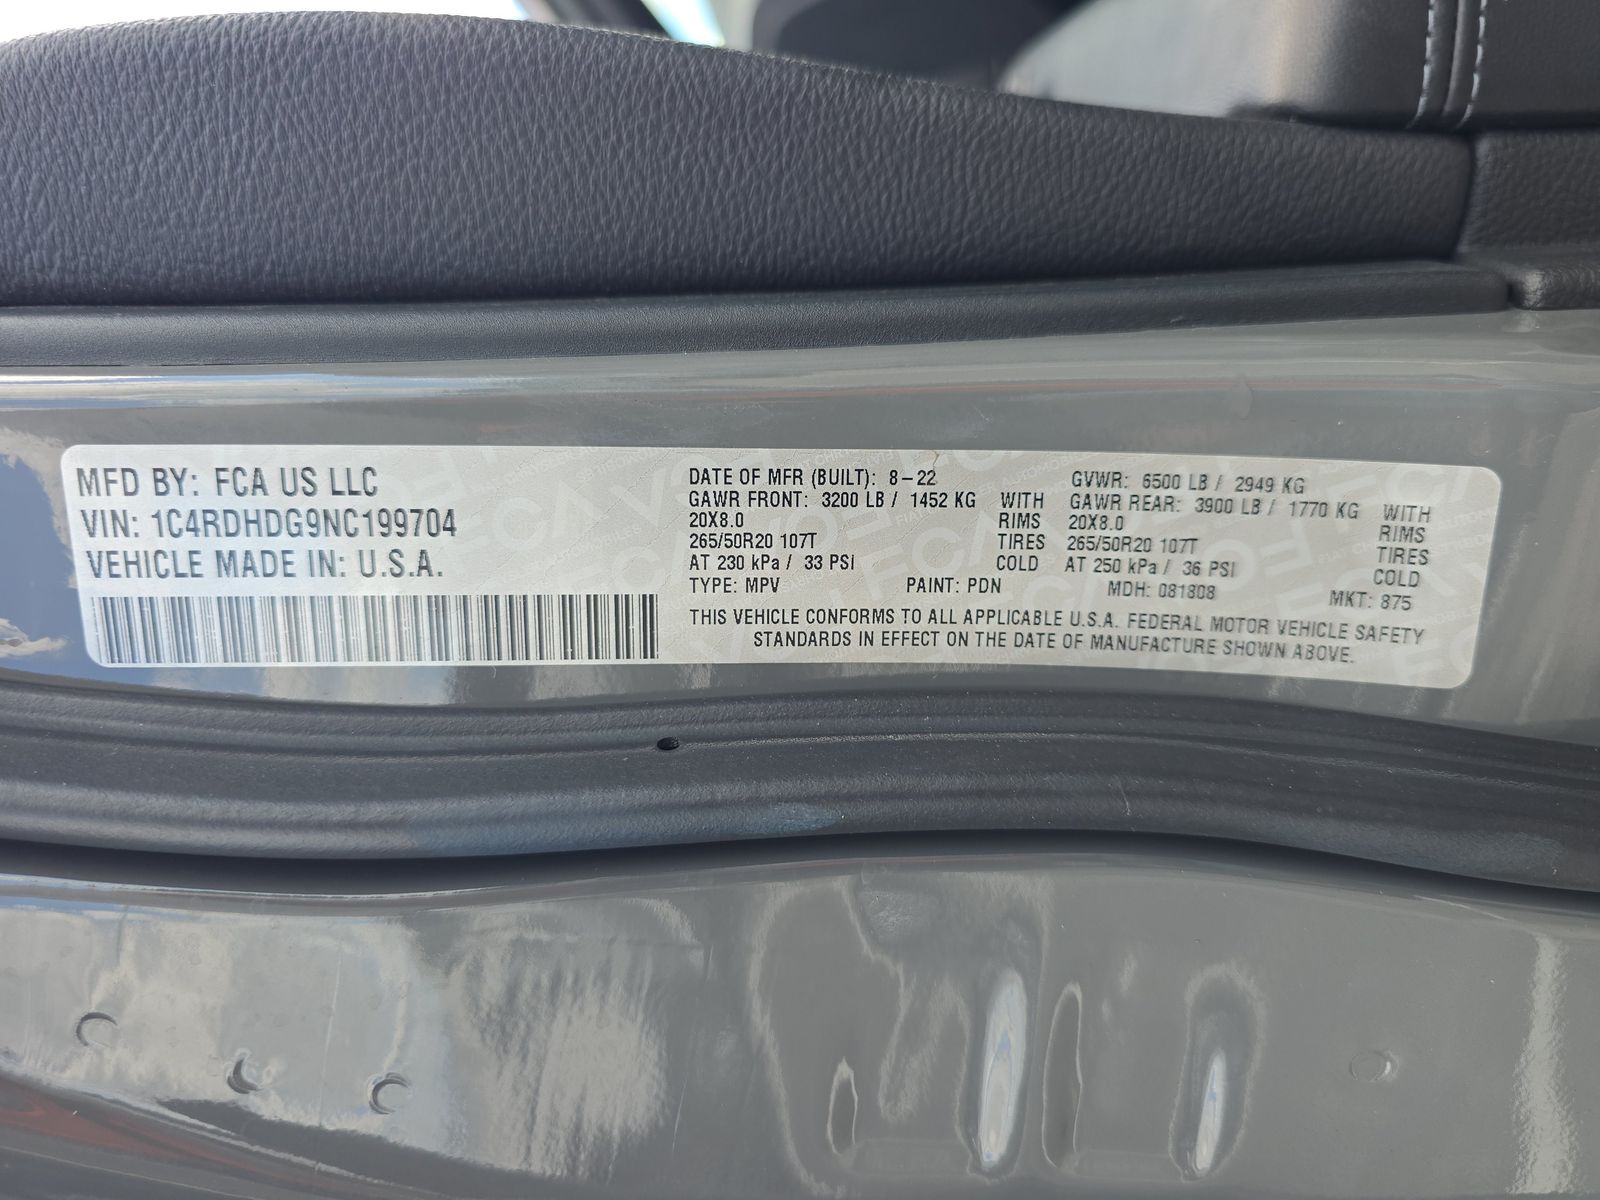 MFD BY: FCA US LLC
VIN: 1C4RDHDG9NC199704
VEHICLE MADE IN: U.S.A.
DATE OF MFR (BUILT): 8-22 GVWR: 6500 LB / 2949 KG
GAWR FRONT: 3200 LB / 1452 KG WITH GAWR REAR: 3900 LB / 1770 KG WITH
20X8.0 RIMS 20X8.0 RIMS
265/50R20 107T TIRES 265/50R20 107T TIRES
AT 230 kPa / 33 PSI COLD AT 250 kPa / 36 PSI COLD
TYPE: MPV PAINT: PDN MDH: 081808 MKT: 875
THIS VEHICLE CONFORMS TO ALL APPLICABLE U.S.A. FEDERAL MOTOR VEHICLE SAFETY
STANDARDS IN EFFECT ON THE DATE OF MANUFACTURE SHOWN ABOVE.